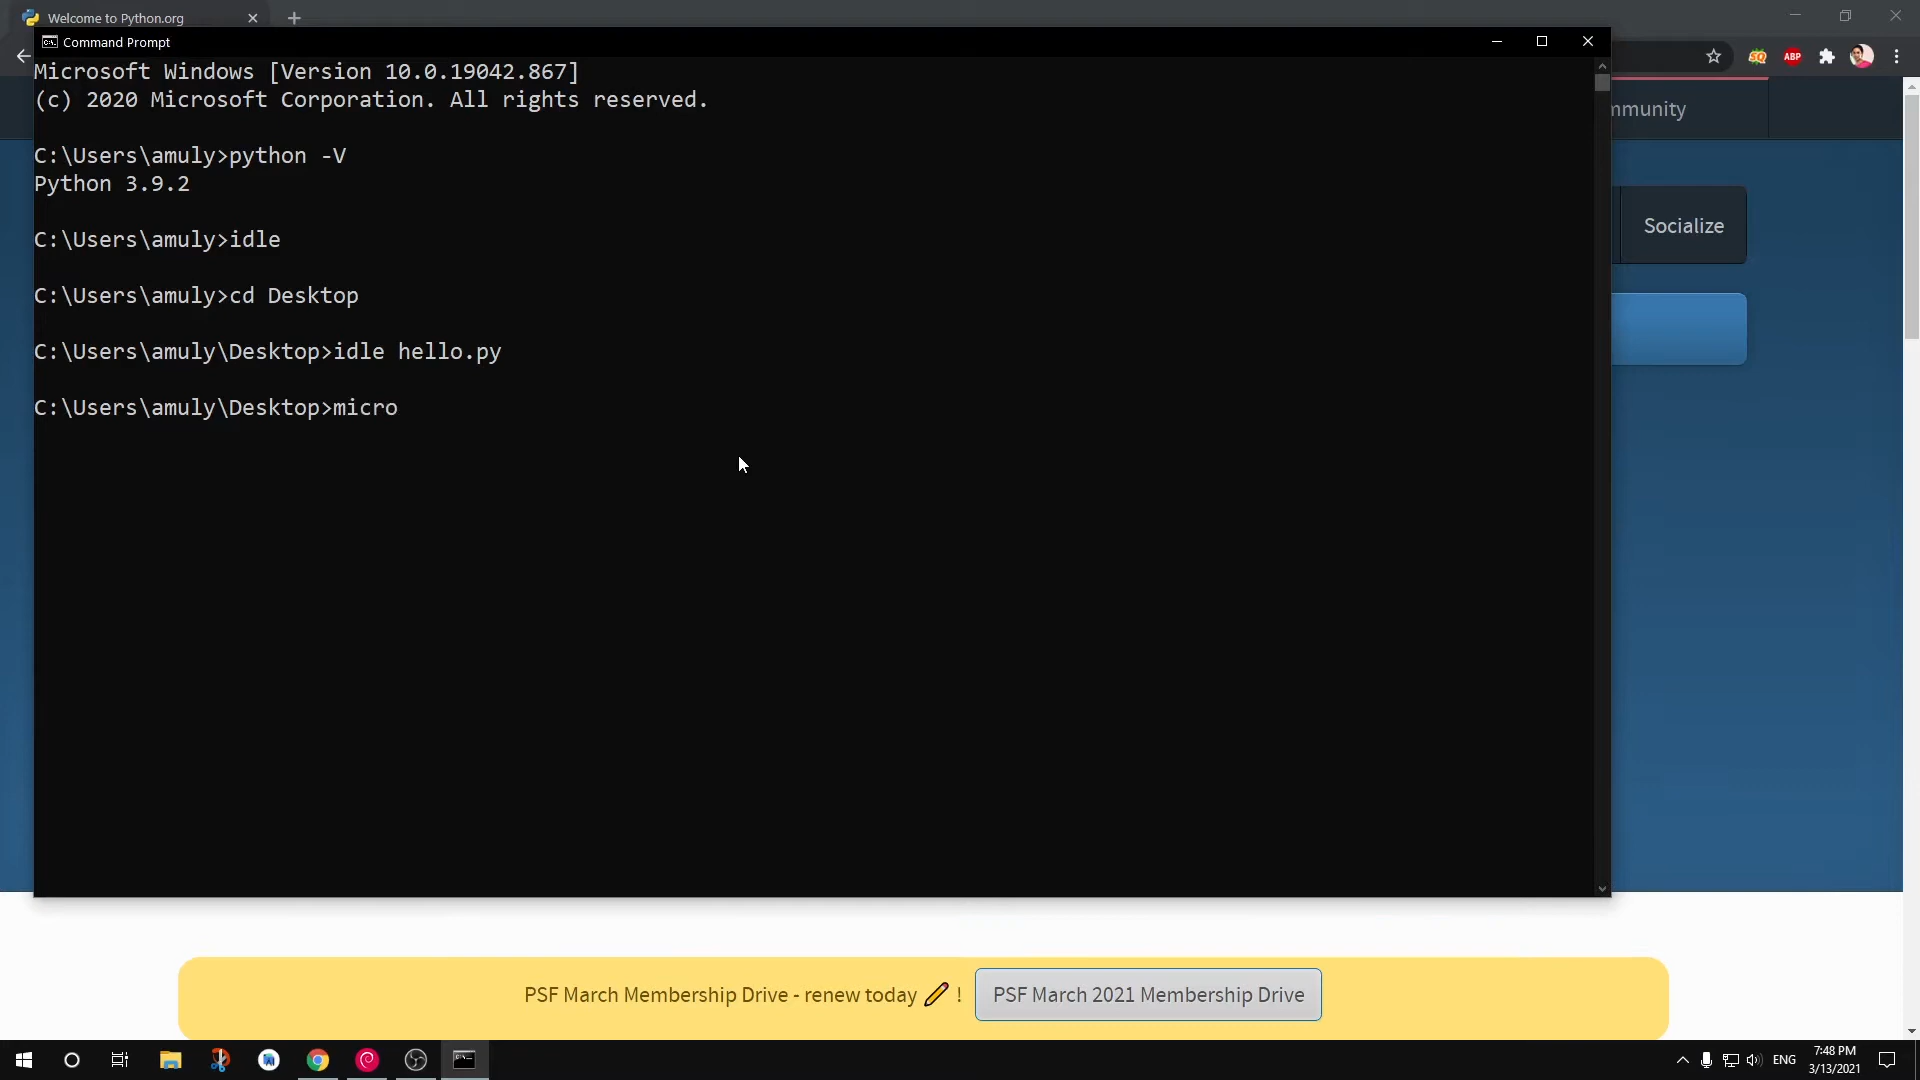 Welcome to Python.org
Command Prompt
Microsoft Windows [Version 10.0.19042.867]
(c) 2020 Microsoft Corporation. All rights reserved.
C:\Users\amuly>python -V
Python 3.9.2
C:\Users\amuly>idle
C:\Users\amuly>cd Desktop
C:\Users\amuly\Desktop>idle hello.py
C:\Users\amuly\Desktop>micro
SQ
ABP
mmunity
Socialize
PSF March Membership Drive - renew today !
PSF March 2021 Membership Drive
ENG
7:48 PM
3/13/2021